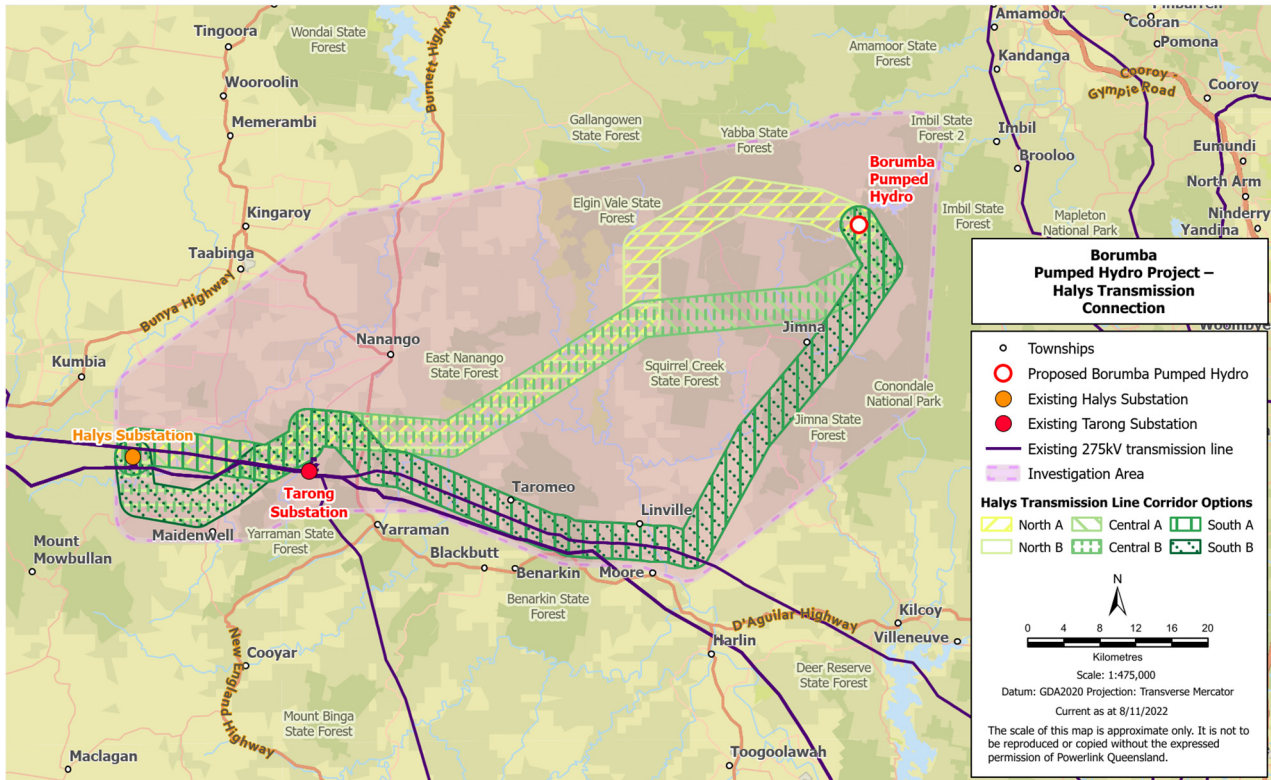 Tingoora
Wondai State
Forest
Burnett Highway
Amamoor State
Forest
Amamoor
Cooran
Pomona
Kandanga
Cooroy -
Gympie Road
Cooroy
Wooroolin
Memerambi
Gallangowen
State Forest
Yabba State
Forest
Imbil State
Forest 2
Imbil
Brooloo
Eumundi
North Arm
Ninderry
Yandina
Borumba
Pumped
Hydro
Elgin Vale State
Forest
Imbil State
Forest
Mapleton
National Park
Kingaroy
Taabinga
Bunya Highway
Kumbia
Nanango
East Nanango
State Forest
Jimna
Squirrel Creek
State Forest
Conondale
National Park
Jimna State
Forest
Halys Substation
Tarong
Substation
Taromeo
Linville
Maidenwell
Yarraman State
Forest
Yarraman
Blackbutt
Benarkin
Moore
Benarkin State
Forest
Mount
Mowbullan
D'Aguilar Highway
Kilcoy
Villeneuve
Harlin
Deer Reserve
State Forest
New England Highway
Cooyar
Mount Binga
State Forest
Maclagan
Toogoolawah
Borumba
Pumped Hydro Project –
Halys Transmission
Connection
Townships
Proposed Borumba Pumped Hydro
Existing Halys Substation
Existing Tarong Substation
Existing 275kV transmission line
Investigation Area
Halys Transmission Line Corridor Options
North A Central A South A
North B Central B South B
N
0 4 8 12 16 20
Kilometres
Scale: 1:475,000
Datum: GDA2020 Projection: Transverse Mercator
Current as at 8/11/2022
The scale of this map is approximate only. It is not to
be reproduced or copied without the expressed
permission of Powerlink Queensland.